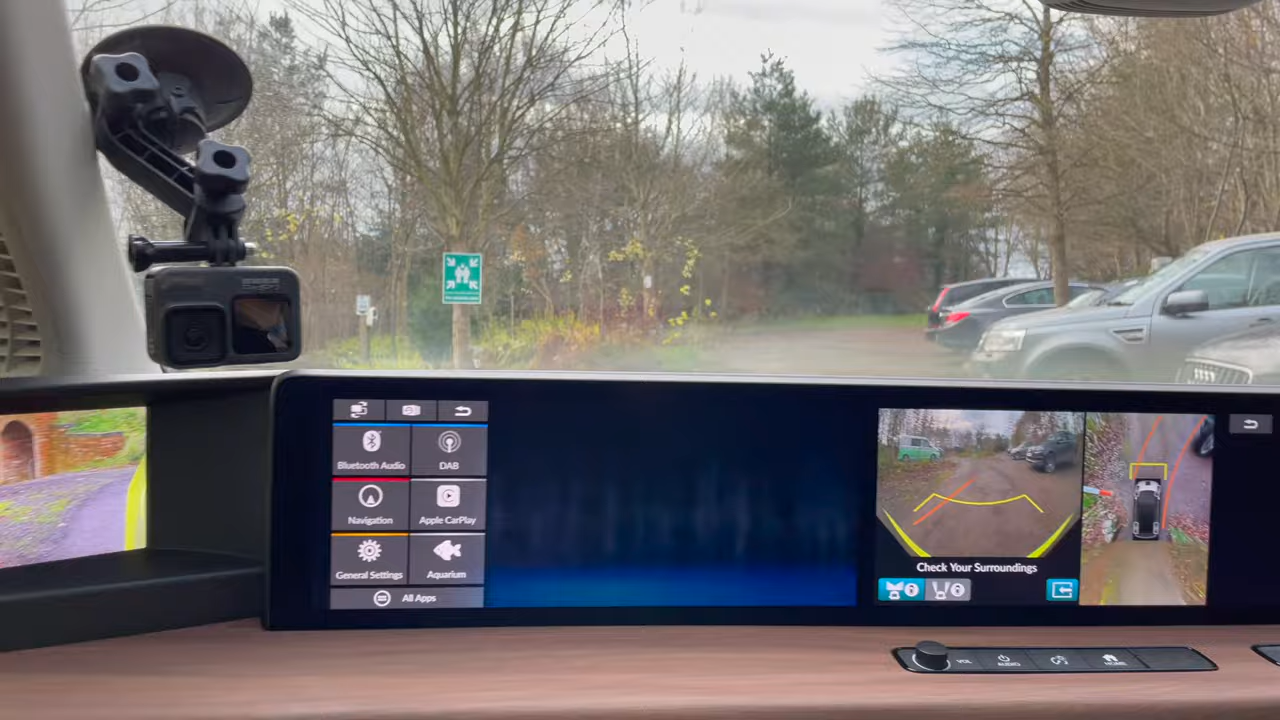 Bluetooth Audio
DAB
Navigation
Apple CarPlay
General Settings
Aquarium
All Apps
Check Your Surroundings
VOL
AUDIO
HOME